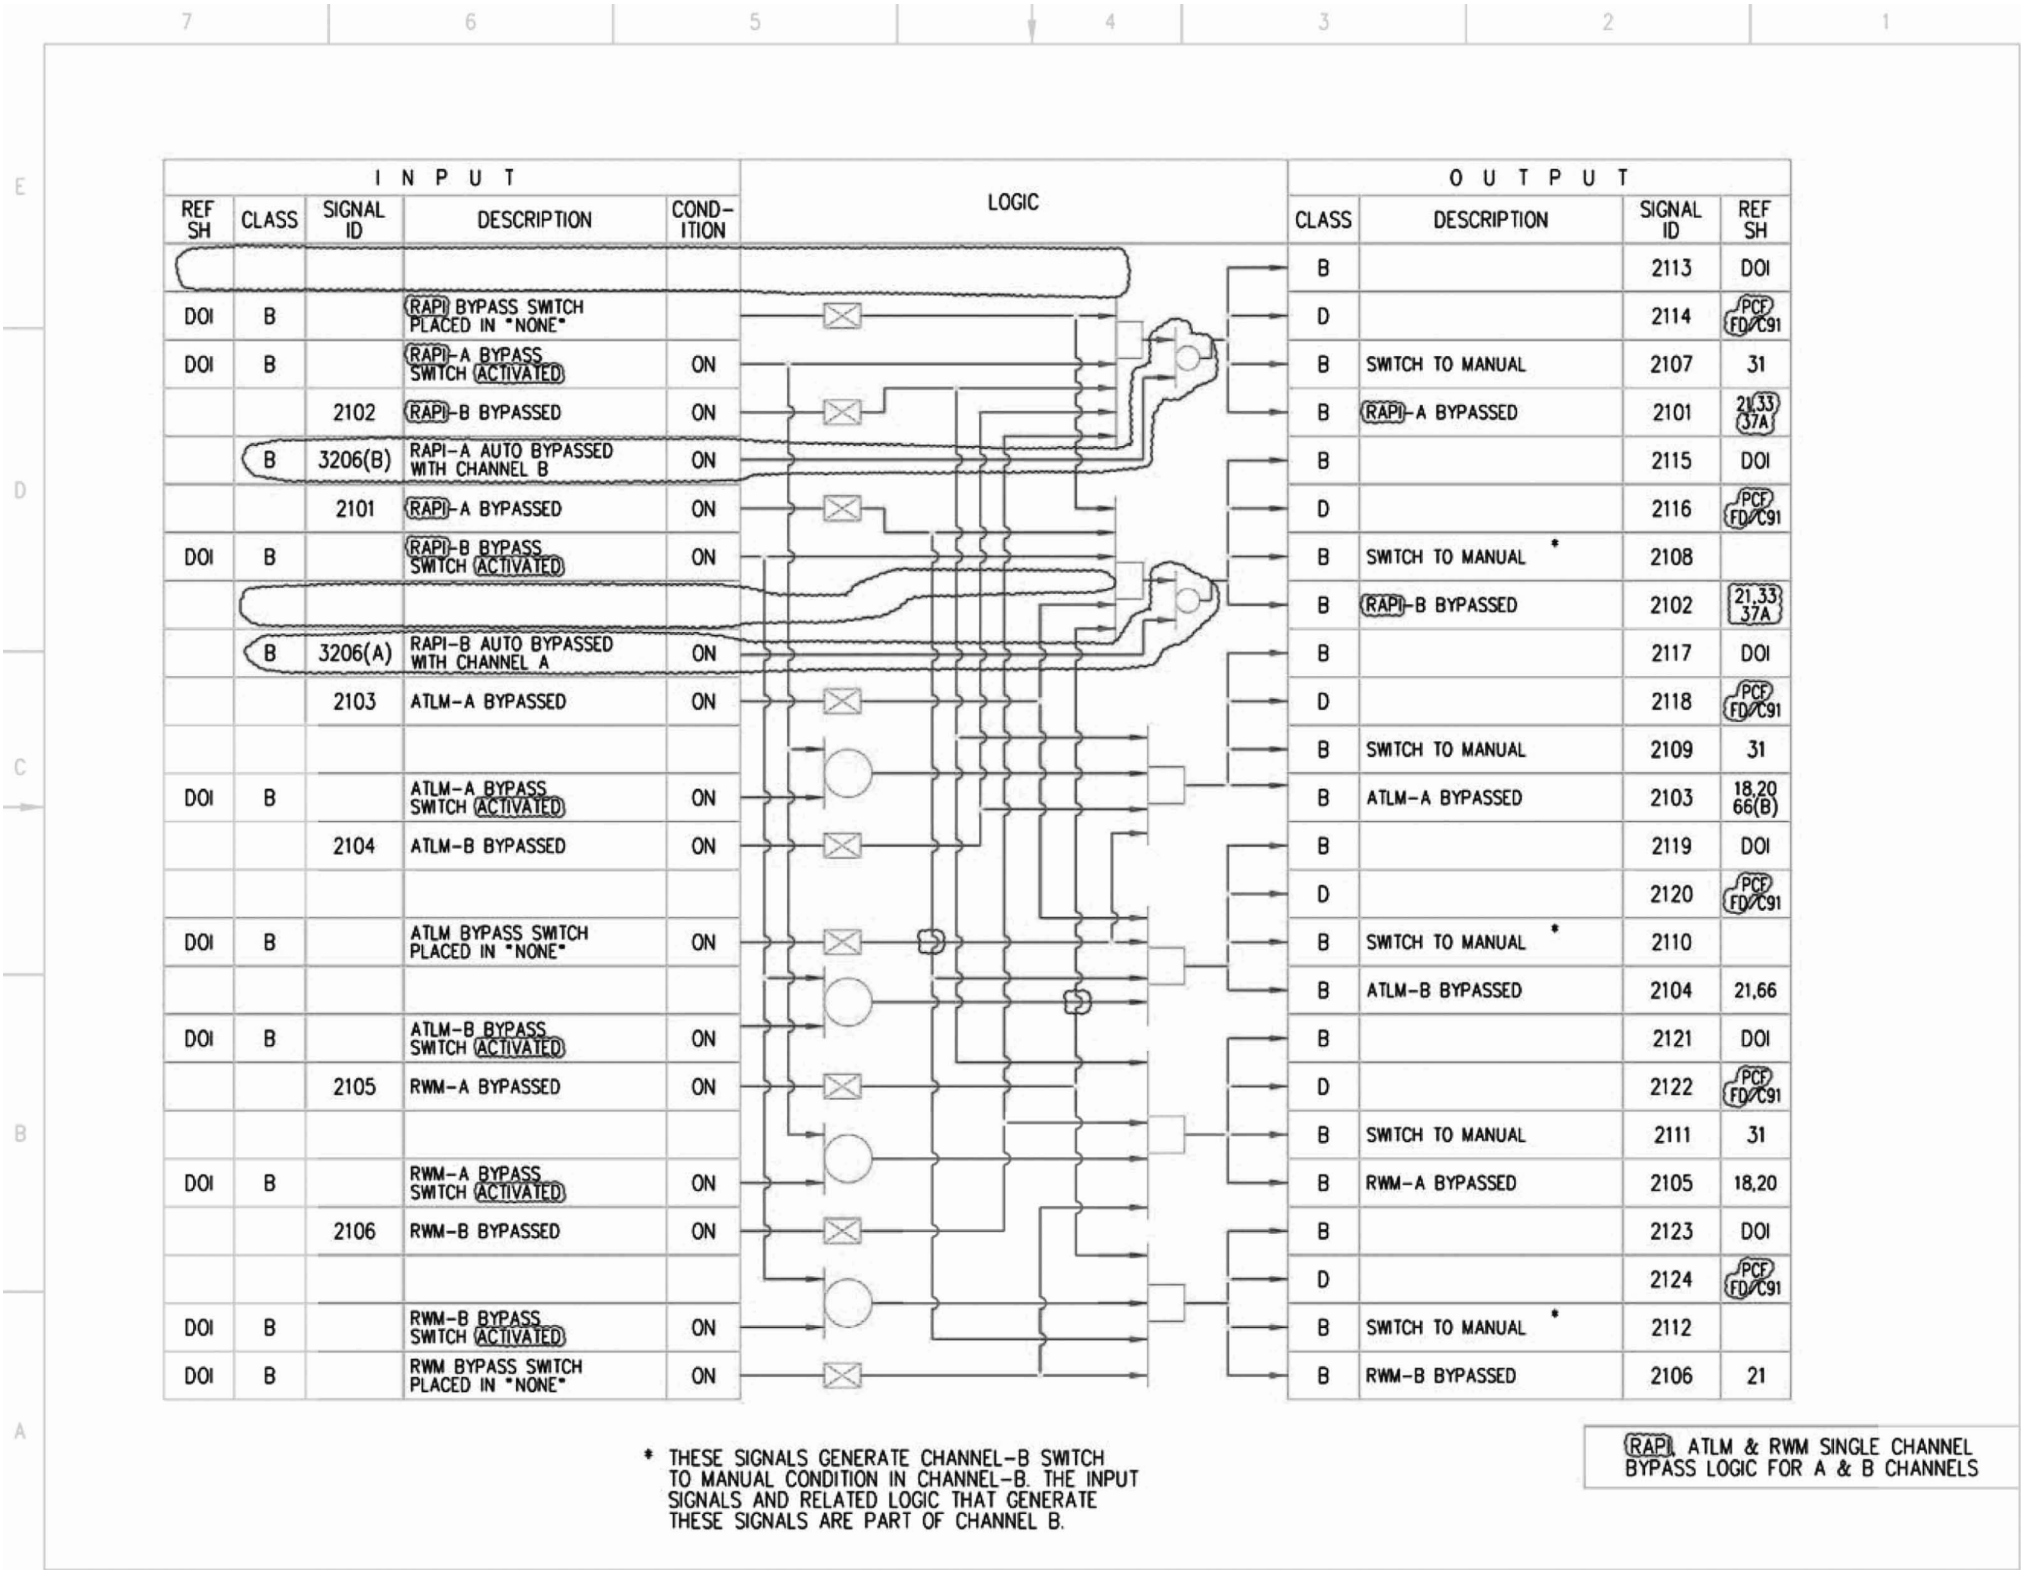 7 6 5 4 3 2 1
E
D
C
B
A
I N P U T
LOGIC
O U T P U T
REF SH
CLASS
SIGNAL ID
DESCRIPTION
COND-ITION
CLASS
DESCRIPTION
SIGNAL ID
REF SH
B 2113 DOI
DOI B RAPI BYPASS SWITCH
PLACED IN "NONE"
D 2114 PCF
FD/C91
DOI B RAPI-A BYPASS
SWITCH ACTIVATED ON
B SWITCH TO MANUAL 2107 31
2102 RAPI-B BYPASSED ON
B RAPI-A BYPASSED 2101 21,33
37A
B 3206(B) RAPI-A AUTO BYPASSED
WITH CHANNEL B ON
B 2115 DOI
2101 RAPI-A BYPASSED ON
D 2116 PCF
FD/C91
DOI B RAPI-B BYPASS
SWITCH ACTIVATED ON
B SWITCH TO MANUAL * 2108
B RAPI-B BYPASSED 2102 21,33
37A
B 3206(A) RAPI-B AUTO BYPASSED
WITH CHANNEL A ON
B 2117 DOI
2103 ATLM-A BYPASSED ON
D 2118 PCF
FD/C91
B SWITCH TO MANUAL 2109 31
DOI B ATLM-A BYPASS
SWITCH ACTIVATED ON
B ATLM-A BYPASSED 2103 18,20
66(B)
2104 ATLM-B BYPASSED ON
B 2119 DOI
D 2120 PCF
FD/C91
DOI B ATLM BYPASS SWITCH
PLACED IN "NONE" ON
B SWITCH TO MANUAL * 2110
B ATLM-B BYPASSED 2104 21,66
DOI B ATLM-B BYPASS
SWITCH ACTIVATED ON
B 2121 DOI
2105 RWM-A BYPASSED ON
D 2122 PCF
FD/C91
B SWITCH TO MANUAL 2111 31
DOI B RWM-A BYPASS
SWITCH ACTIVATED ON
B RWM-A BYPASSED 2105 18,20
2106 RWM-B BYPASSED ON
B 2123 DOI
D 2124 PCF
FD/C91
DOI B RWM-B BYPASS
SWITCH ACTIVATED ON
B SWITCH TO MANUAL * 2112
DOI B RWM BYPASS SWITCH
PLACED IN "NONE" ON
B RWM-B BYPASSED 2106 21
* THESE SIGNALS GENERATE CHANNEL-B SWITCH
TO MANUAL CONDITION IN CHANNEL-B. THE INPUT
SIGNALS AND RELATED LOGIC THAT GENERATE
THESE SIGNALS ARE PART OF CHANNEL B.
RAPI, ATLM & RWM SINGLE CHANNEL
BYPASS LOGIC FOR A & B CHANNELS